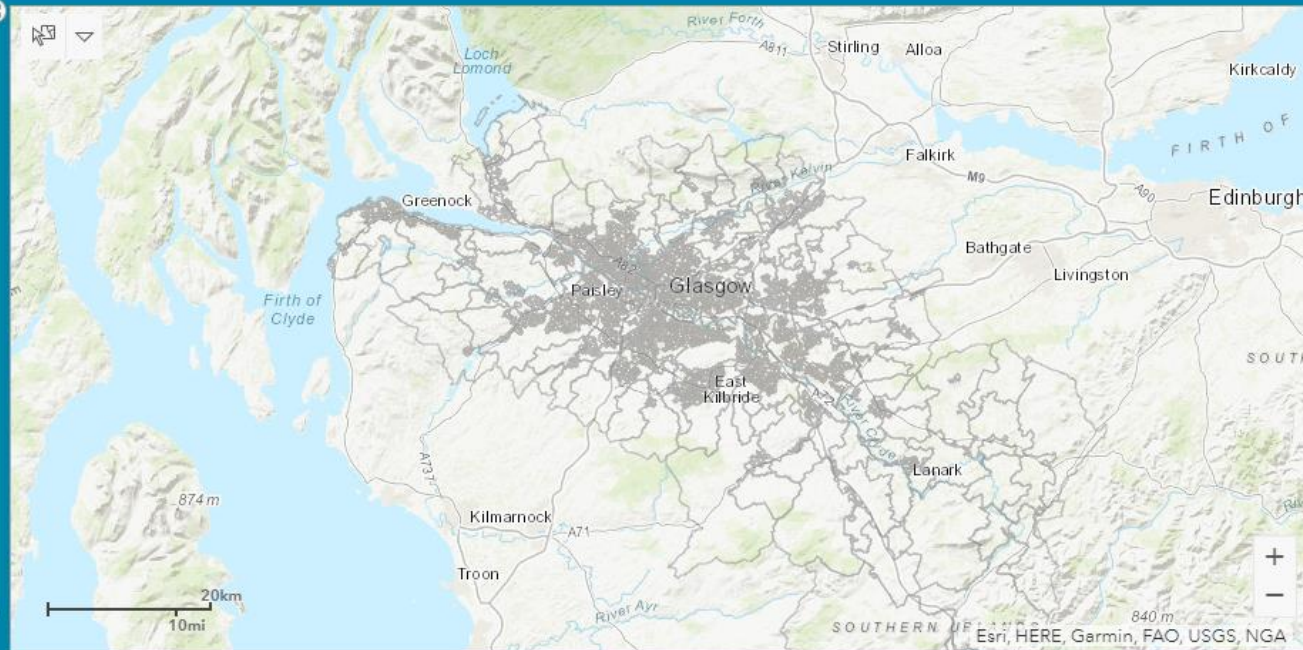 River Forth
A811
Stirling
Alloa
Kirkcaldy
Loch
Lomond
FIRTH OF
Falkirk
M9
A90
River Kelvin
Greenock
Edinburgh
Bathgate
Livingston
A82
Paisley
Glasgow
Firth of
Clyde
SOUTH
East
Kilbride
A72
River Clyde
A737
Lanark
874 m
Kilmarnock
A71
Troon
20km
10mi
River Ayr
840 m
SOUTHERN UPLANDS
Esri, HERE, Garmin, FAO, USGS, NGA
+
−